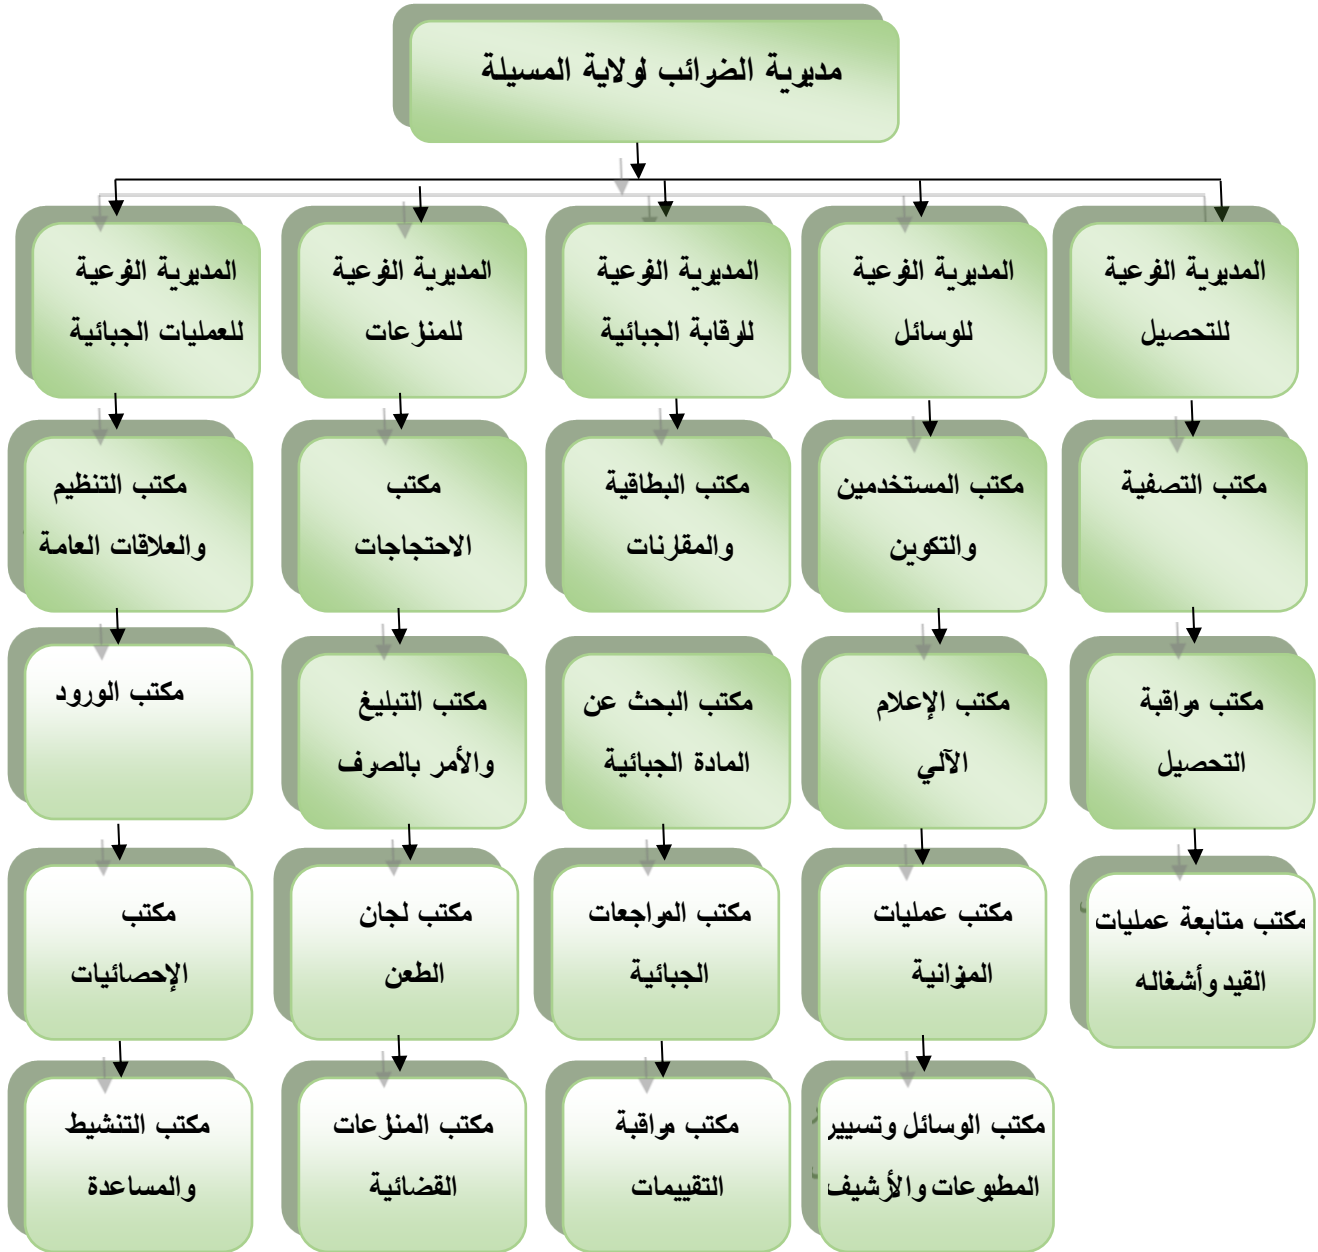 مديرية الضرائب لولاية المسيلة
المديرية الفرعية
للتحصيل
المديرية الفرعية
للوسائل
المديرية الفرعية
للرقابة الجبائية
المديرية الفرعية
للمنازعات
المديرية الفرعية
للعمليات الجبائية
مكتب التصفية
مكتب المستخدمين
والتكوين
مكتب البطاقية
والمقارنات
مكتب
الاحتجاجات
مكتب التنظيم
والعلاقات العامة
مكتب مراقبة
التحصيل
مكتب الإعلام
الآلي
مكتب البحث عن
المادة الجبائية
مكتب التبليغ
والأمر بالصرف
مكتب الورود
مكتب متابعة عمليات
القيد وأشغاله
مكتب عمليات
الميزانية
مكتب المراجعات
الجبائية
مكتب لجان
الطعن
مكتب
الإحصائيات
مكتب الوسائل وتسيير
المطبوعات والأرشيف
مكتب مراقبة
التقييمات
مكتب المنازعات
القضائية
مكتب التنشيط
والمساعدة